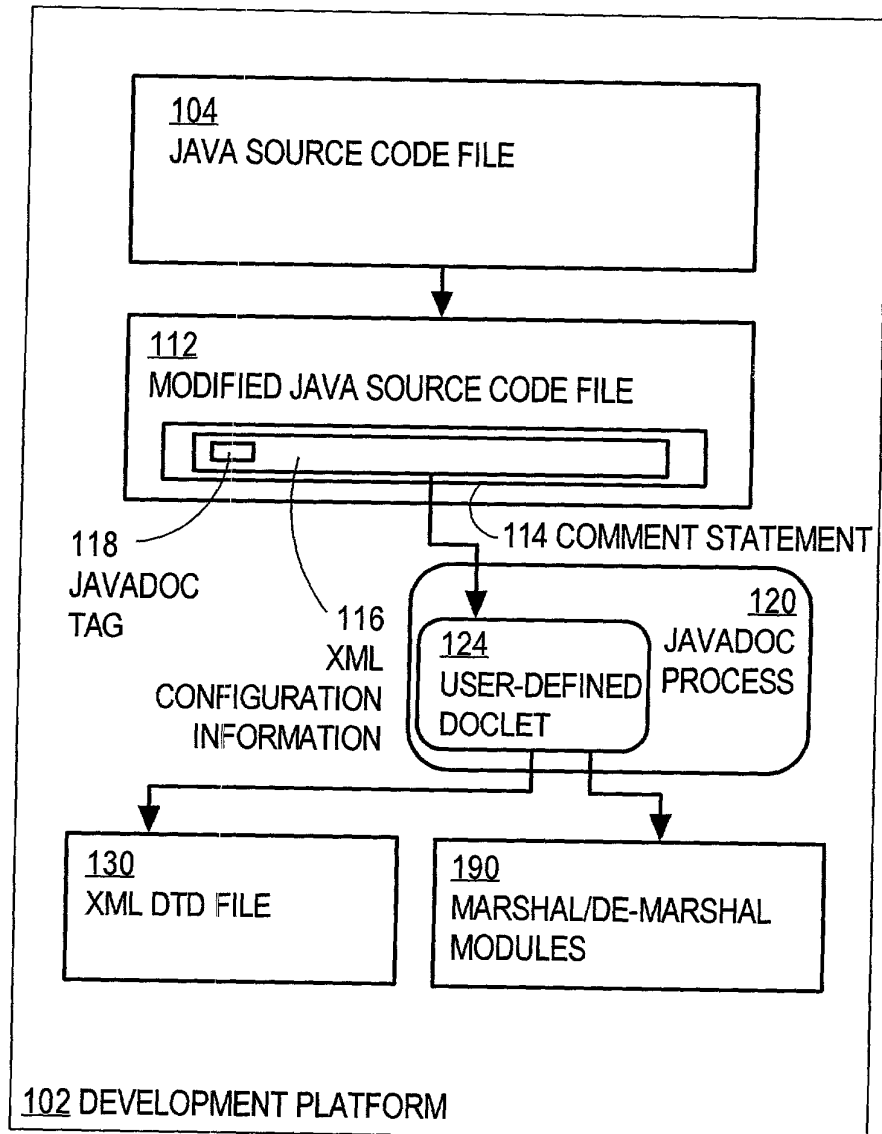 104
JAVA SOURCE CODE FILE
112
MODIFIED JAVA SOURCE CODE FILE
118
JAVADOC
TAG
116
XML
CONFIGURATION
INFORMATION
114 COMMENT STATEMENT
120
JAVADOC
PROCESS
124
USER-DEFINED
DOCLET
130
XML DTD FILE
190
MARSHAL/DE-MARSHAL
MODULES
102 DEVELOPMENT PLATFORM